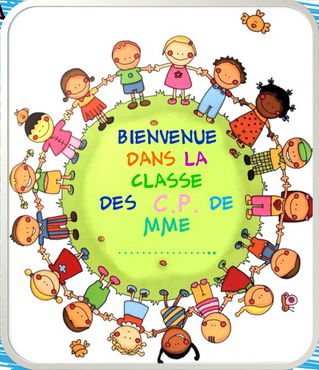 BIENVENUE
DANS LA
CLASSE
DES C.P. DE
MME
................